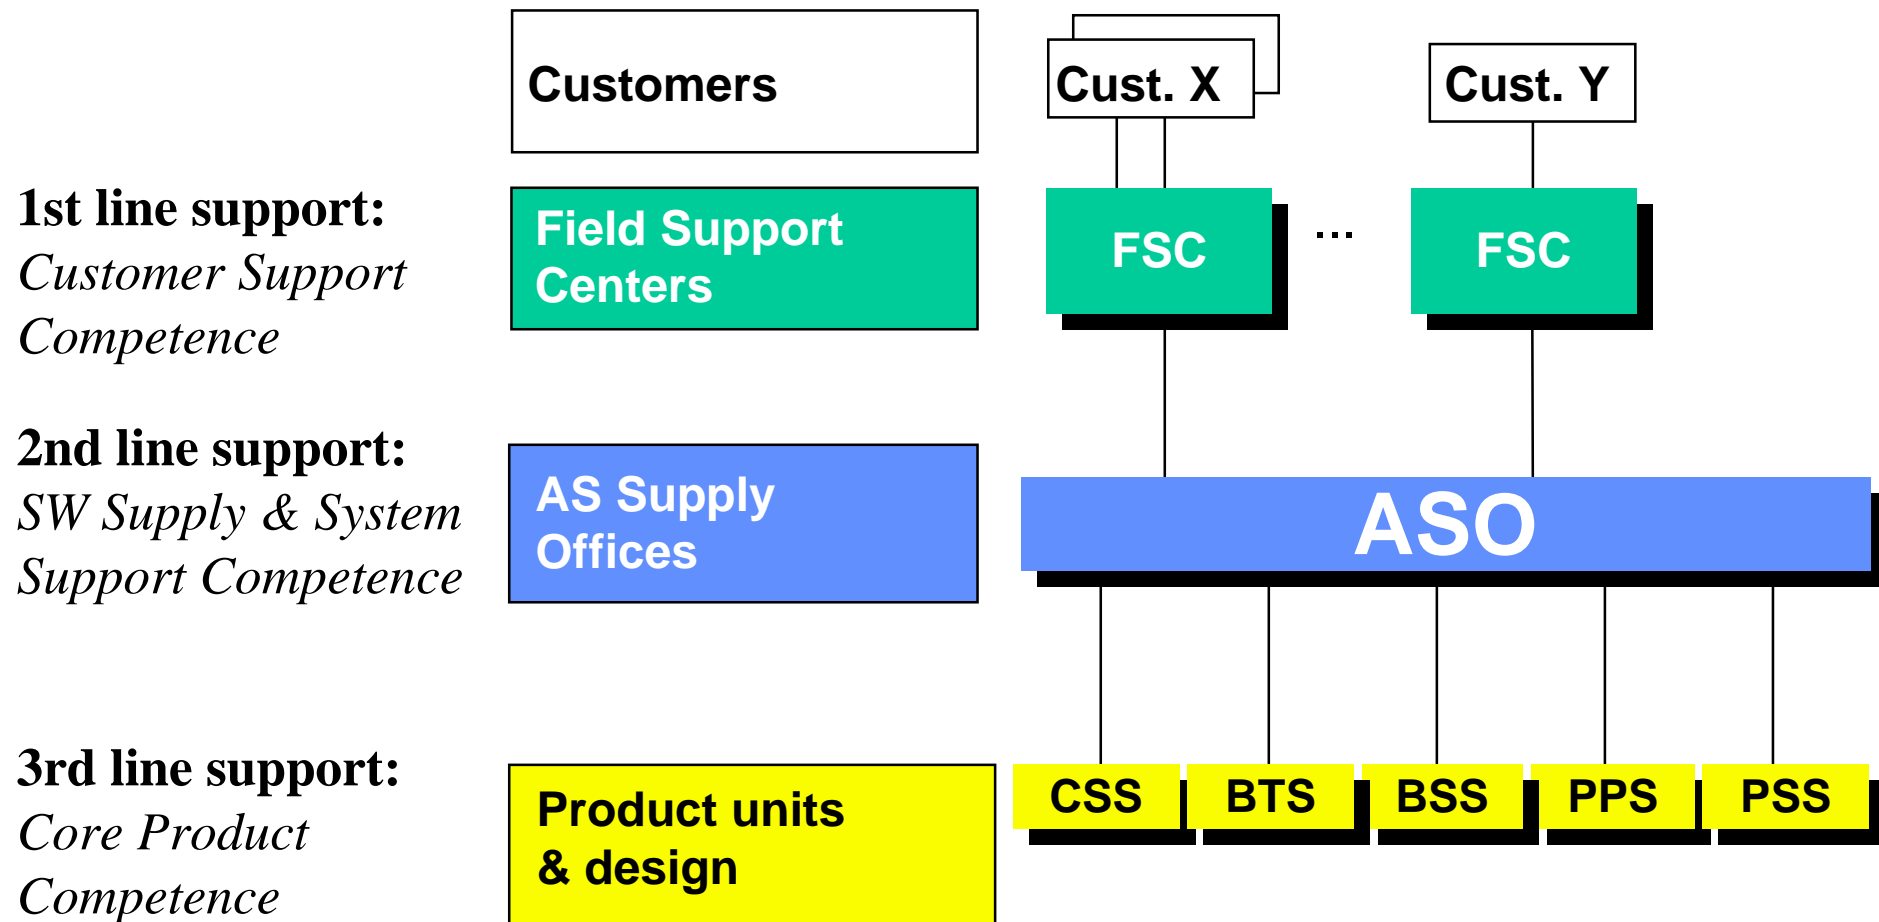 Customers
Cust. X
Cust. Y
1st line support:
Customer Support
Competence
Field Support
Centers
FSC
...
FSC
2nd line support:
SW Supply & System
Support Competence
AS Supply
Offices
ASO
3rd line support:
Core Product
Competence
Product units
& design
CSS
BTS
BSS
PPS
PSS